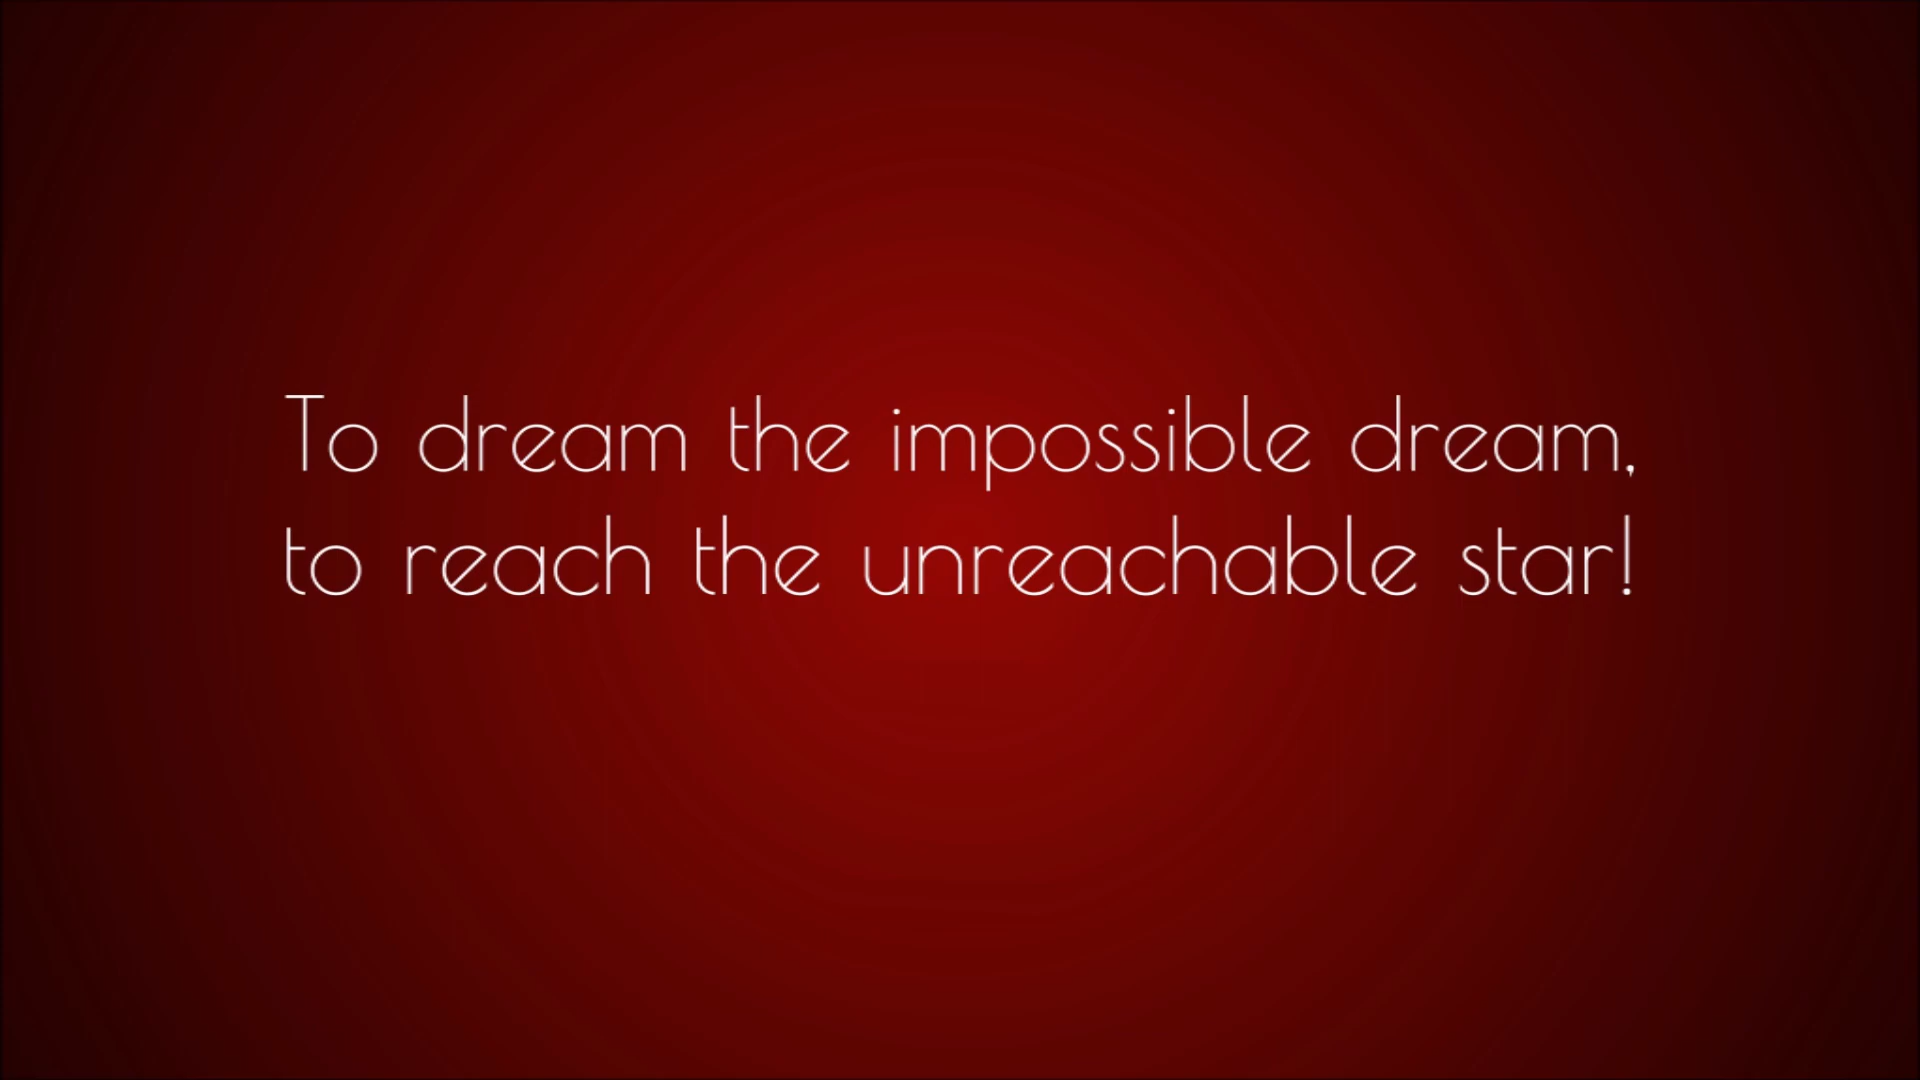 To dream the impossible dream,
to reach the unreachable star!